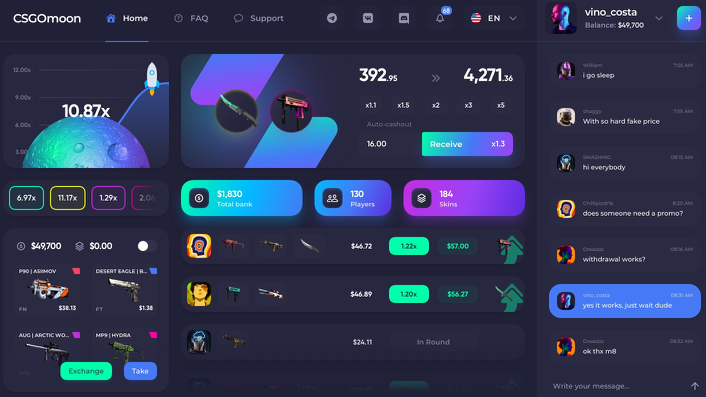 CSGOmoon
Home
FAQ
Support
68
EN
vino_costa
Balance: $49,700
+
12.00x
9.00x
6.00x
3.00x
10.87x
392.95
4,271.36
x1.1
x1.5
x2
x3
x5
Auto-cashout
16.00
Receive
x1.3
6.97x
11.17x
1.29x
$1,830
Total bank
130
Players
184
Skins
$49,700
$0.00
P90 | ASIIMOV
FN
$38.13
DESERT EAGLE | B...
FT
$1.38
AUG | ARCTIC WO...
MP9 | HYDRA
Exchange
Take
$46.72
1.22x
$57.00
$46.89
1.20x
$56.27
$24.11
In Round
William
7:55 AM
i go sleep
shaggy
7:55 AM
With so hard fake price
SMASHING
08:15 AM
hi everybody
8:20 AM
does someone need a promo?
Dreadzz
08:16 AM
withdrawal works?
vino_costa
09:31 AM
yes it works, just wait dude
Dreadzz
09:32 AM
ok thx m8
Write your message...